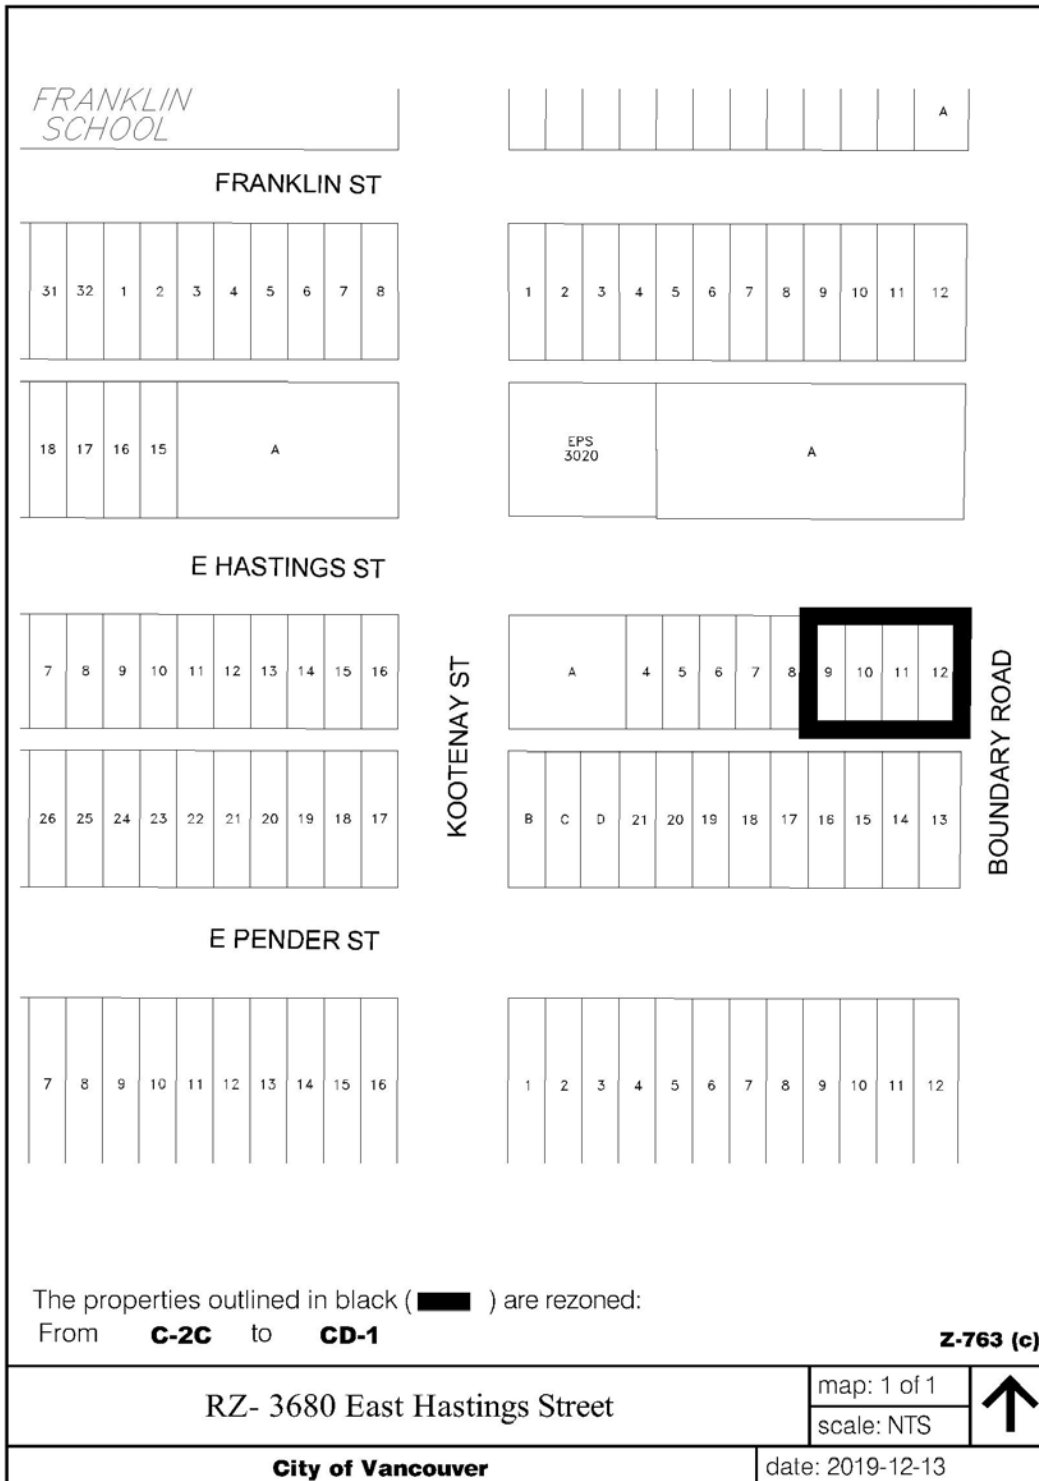 FRANKLIN
SCHOOL
A
FRANKLIN ST
31 32 1 2 3 4 5 6 7 8 1 2 3 4 5 6 7 8 9 10 11 12
18 17 16 15 A EPS
3020 A
E HASTINGS ST
7 8 9 10 11 12 13 14 15 16 A 4 5 6 7 8 9 10 11 12
KOOTENAY ST
BOUNDARY ROAD
26 25 24 23 22 21 20 19 18 17 B C D 21 20 19 18 17 16 15 14 13
E PENDER ST
7 8 9 10 11 12 13 14 15 16 1 2 3 4 5 6 7 8 9 10 11 12
The properties outlined in black ( ) are rezoned:
From C-2C to CD-1
Z-763 (c)
RZ- 3680 East Hastings Street
map: 1 of 1
scale: NTS
City of Vancouver
date: 2019-12-13